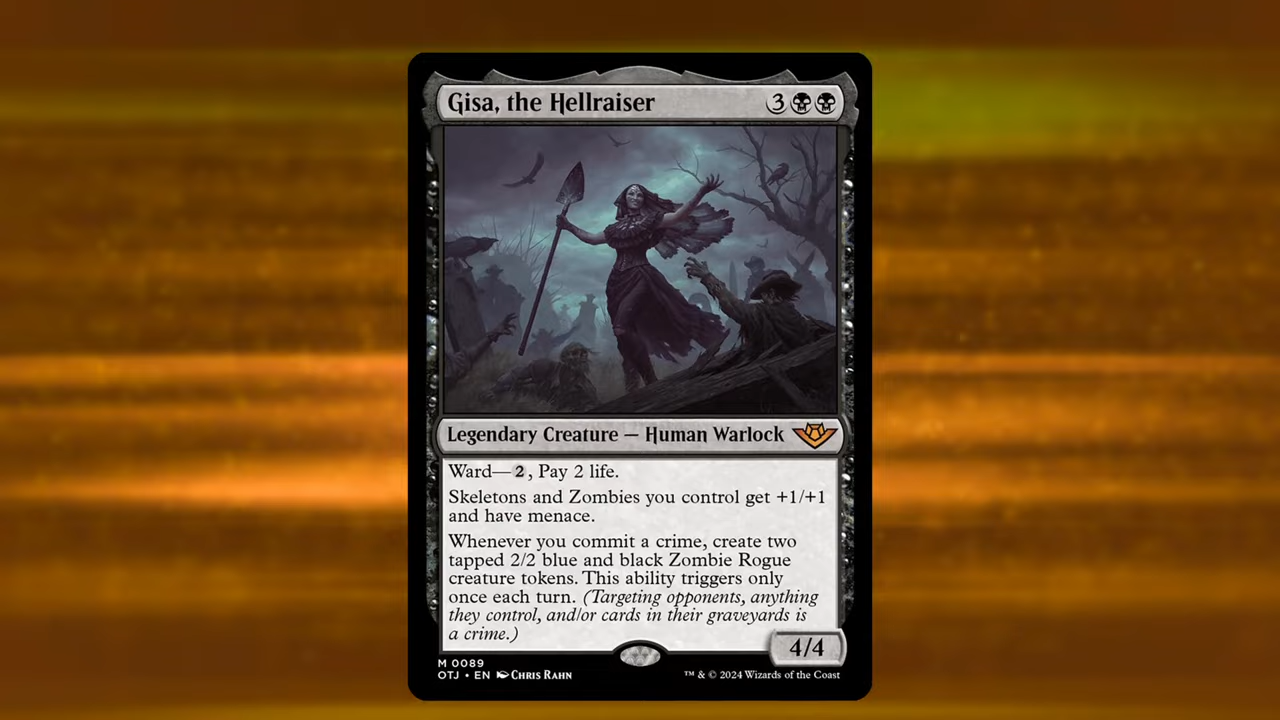 Gisa, the Hellraiser 3
Legendary Creature — Human Warlock
Ward—2, Pay 2 life.
Skeletons and Zombies you control get +1/+1
and have menace.
Whenever you commit a crime, create two
tapped 2/2 blue and black Zombie Rogue
creature tokens. This ability triggers only
once each turn. (Targeting opponents, anything
they control, and/or cards in their graveyards is
a crime.)
4/4
M 0089
OTJ • EN Chris Rahn
™ & © 2024 Wizards of the Coast